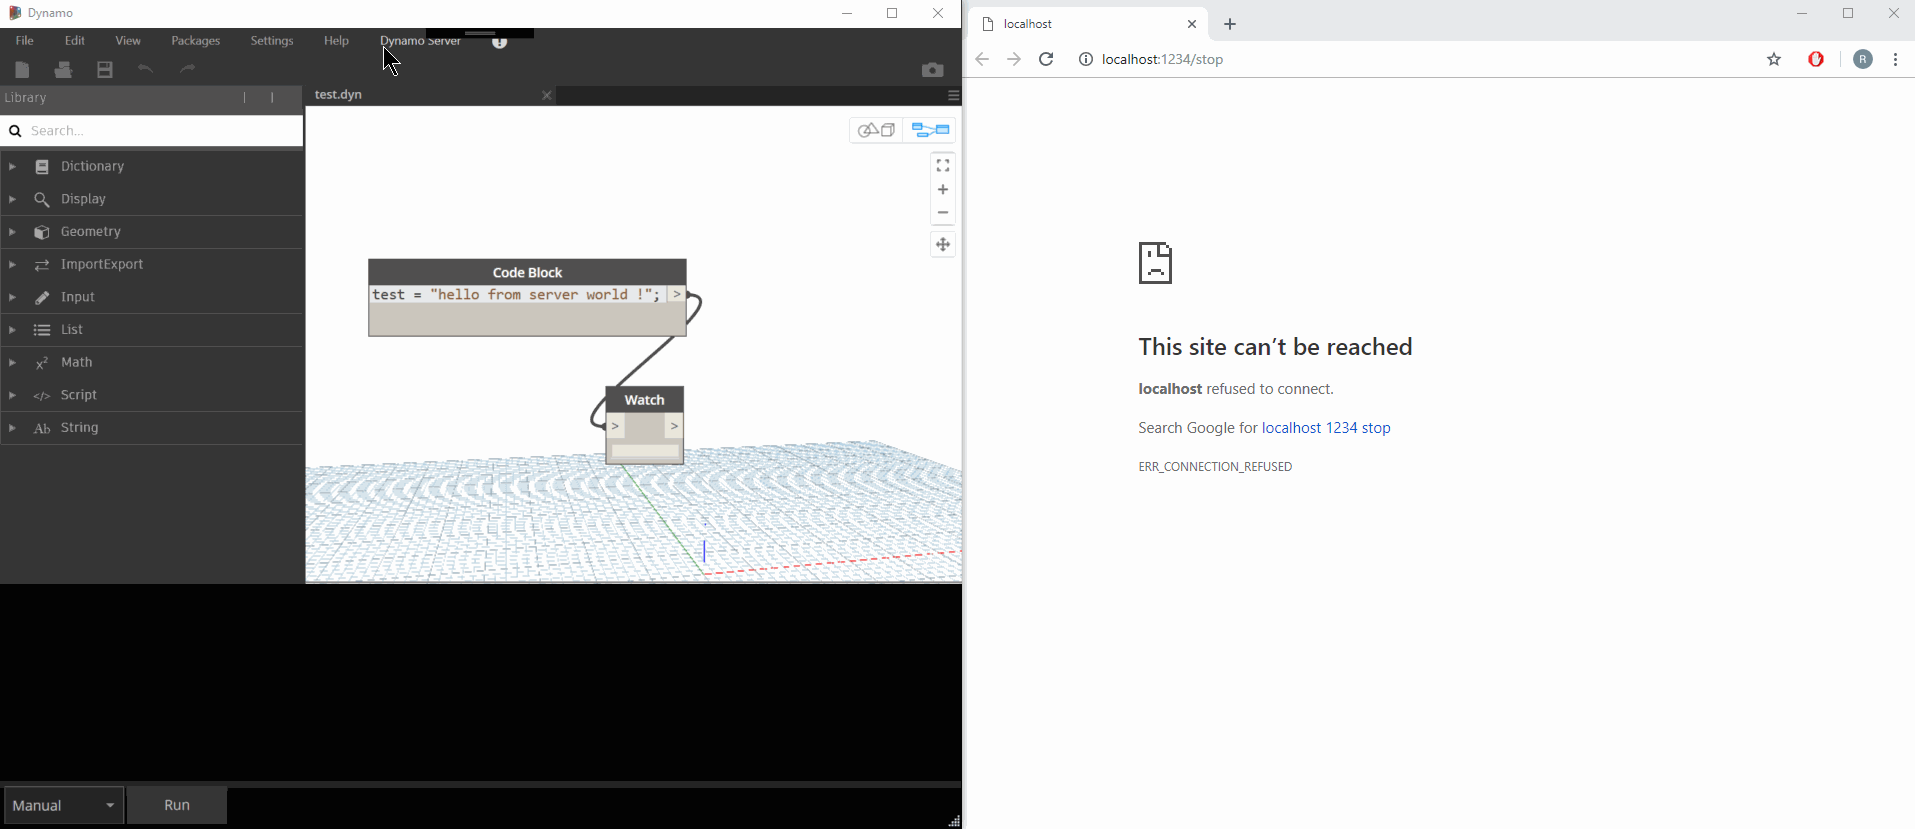 Dynamo
File Edit View Packages Settings Help Dynamo Server
Library
Search...
Dictionary
Display
Geometry
ImportExport
Input
List
x² Math
</> Script
Ab String
test.dyn
Code Block
test = "hello from server world !"; >
Watch
> >
Manual Run
localhost
localhost:1234/stop
R
This site can’t be reached
localhost refused to connect.
Search Google for localhost 1234 stop
ERR_CONNECTION_REFUSED